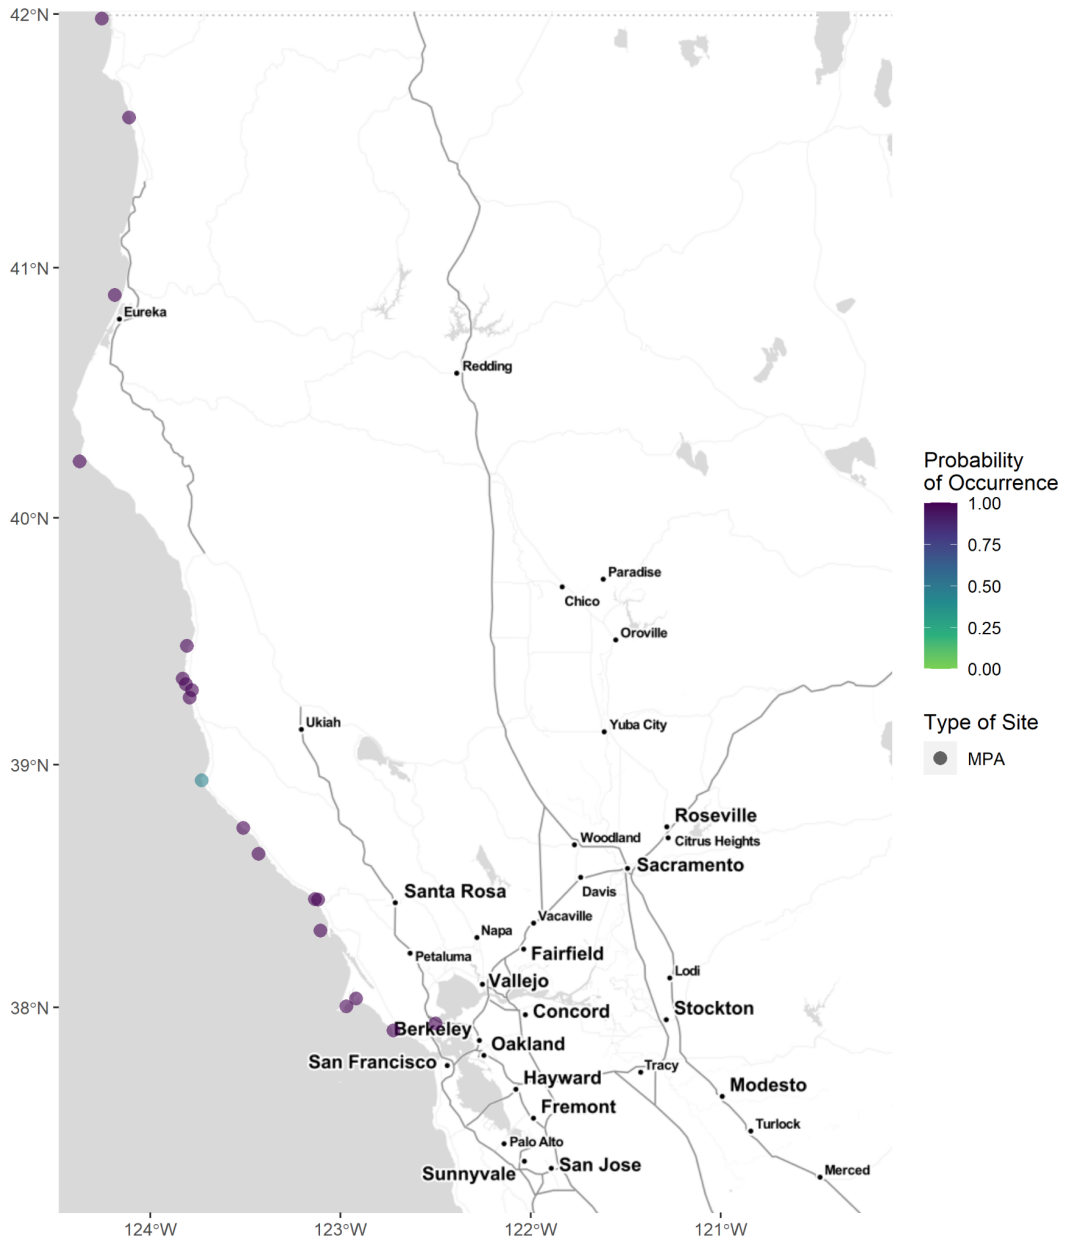 42°N
41°N
Eureka
Redding
40°N
Paradise
Chico
Oroville
Ukiah
Yuba City
39°N
Roseville
Woodland
Citrus Heights
Sacramento
Santa Rosa
Davis
Vacaville
Napa
Petaluma
Fairfield
Lodi
Vallejo
38°N
Concord
Stockton
Berkeley
Oakland
San Francisco
Tracy
Hayward
Modesto
Fremont
Turlock
Palo Alto
Sunnyvale
San Jose
Merced
124°W
123°W
122°W
121°W
Probability
of Occurrence
1.00
0.75
0.50
0.25
0.00
Type of Site
MPA